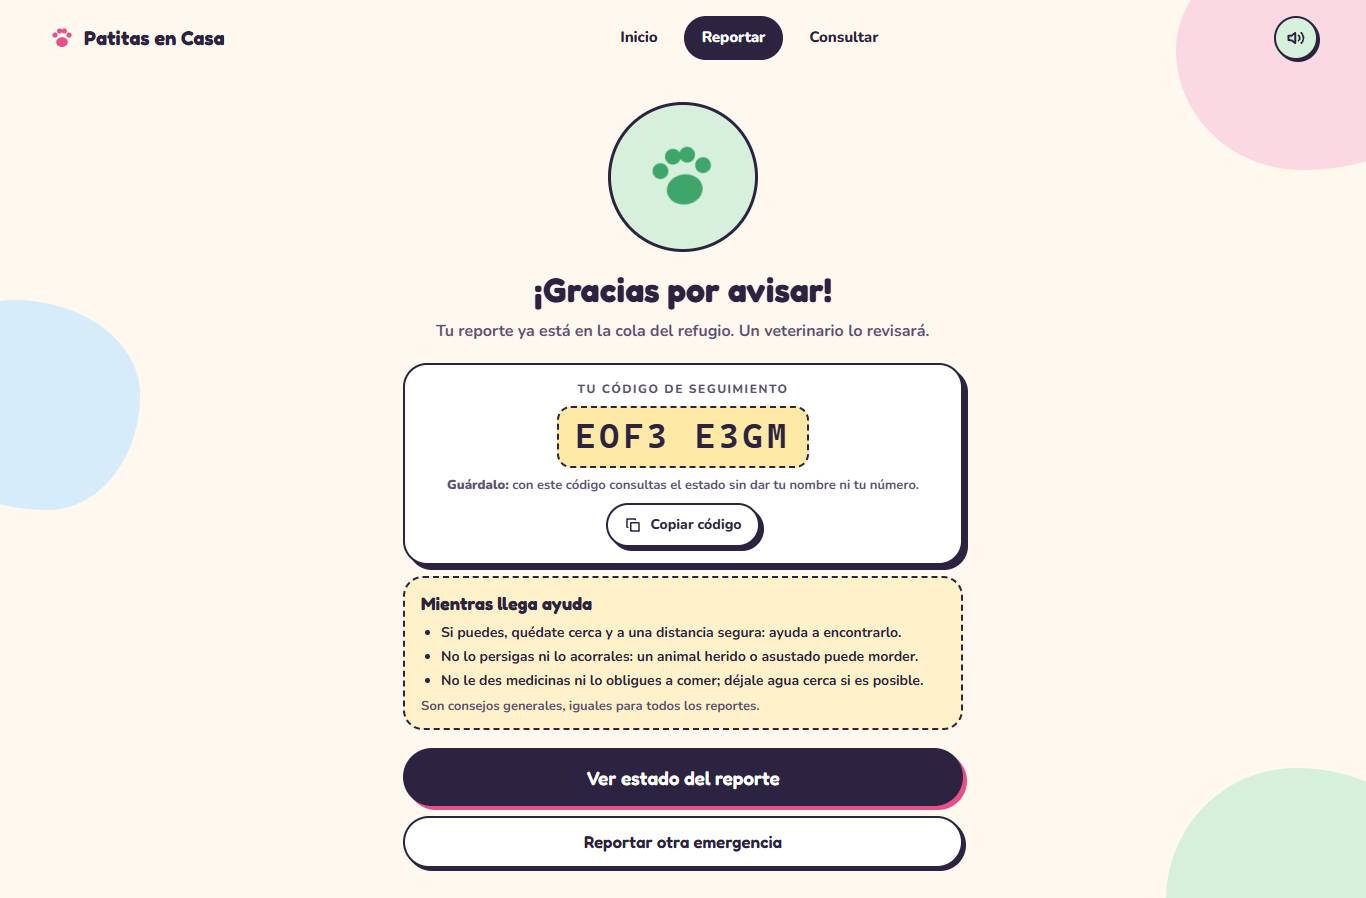 Patitas en Casa
Inicio
Reportar
Consultar
¡Gracias por avisar!
Tu reporte ya está en la cola del refugio. Un veterinario lo revisará.
TU CÓDIGO DE SEGUIMIENTO
EOF3 E3GM
Guárdalo: con este código consultas el estado sin dar tu nombre ni tu número.
Copiar código
Mientras llega ayuda
• Si puedes, quédate cerca y a una distancia segura: ayuda a encontrarlo.
• No lo persigas ni lo acorrales: un animal herido o asustado puede morder.
• No le des medicinas ni lo obligues a comer; déjale agua cerca si es posible.
Son consejos generales, iguales para todos los reportes.
Ver estado del reporte
Reportar otra emergencia